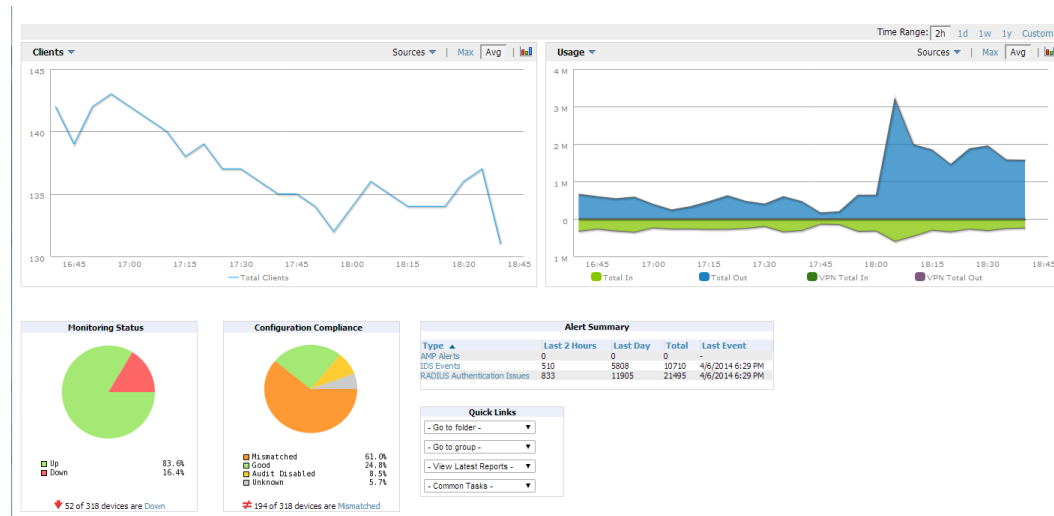 Time Range: 2h 1d 1w 1y Custom
Clients Sources | Max Avg |
145
140
135
130
16:45 17:00 17:15 17:30 17:45 18:00 18:15 18:30 18:45
Total Clients
Usage Sources | Max Avg |
4 M
3 M
2 M
1 M
0
1 M
16:45 17:00 17:15 17:30 17:45 18:00 18:15 18:30 18:45
Total In Total Out VPN Total In VPN Total Out
Monitoring Status
Up 83.6%
Down 16.4%
52 of 318 devices are Down
Configuration Compliance
Mismatched 61.0%
Good 24.8%
Audit Disabled 8.5%
Unknown 5.7%
194 of 318 devices are Mismatched
Alert Summary
Type Last 2 Hours Last Day Total Last Event
AMP Alerts 0 0 0 -
IDS Events 510 5808 10710 4/6/2014 6:29 PM
RADIUS Authentication Issues 833 11905 21495 4/6/2014 6:29 PM
Quick Links
- Go to folder -
- Go to group -
- View Latest Reports -
- Common Tasks -